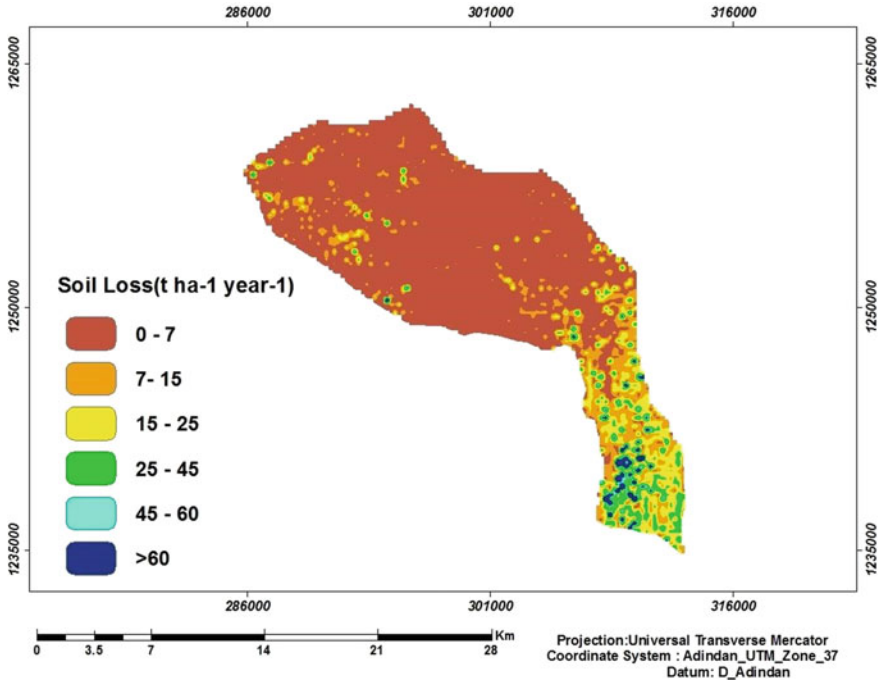 286000 301000 316000
1265000 1265000
1250000 1250000
1235000 1235000
Soil Loss(t ha-1 year-1)
0 - 7
7- 15
15 - 25
25 - 45
45 - 60
>60
286000 301000 316000
Km
0 3.5 7 14 21 28
Projection:Universal Transverse Mercator
Coordinate System : Adindan_UTM_Zone_37
Datum: D_Adindan